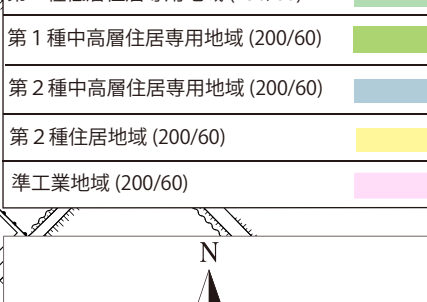 第１種中高層住居専用地域 (200/60)
第２種中高層住居専用地域 (200/60)
第２種住居地域 (200/60)
準工業地域 (200/60)
N